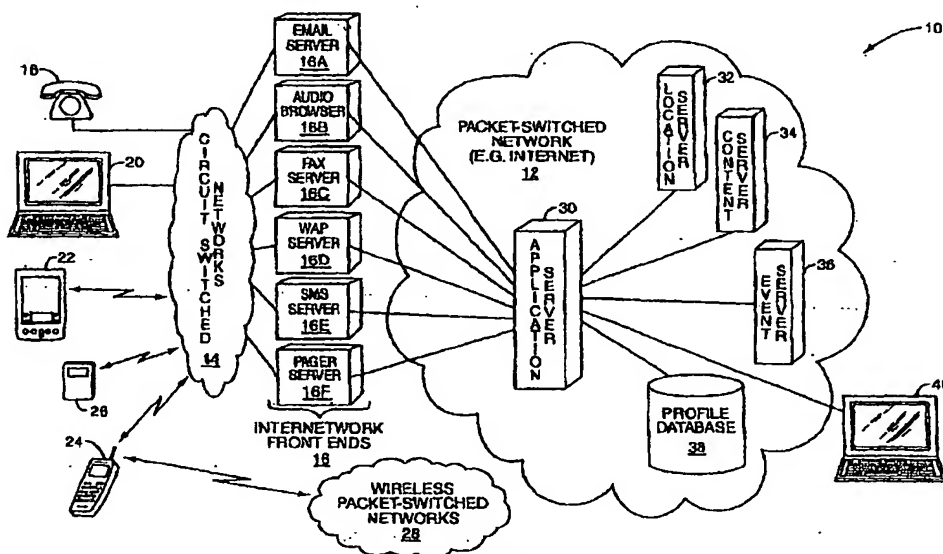 10
18
20
22
26
24
CIRCUIT SWITCHED
NETWORKS
14
EMAIL
SERVER
16A
AUDIO
BROWSER
16B
FAX
SERVER
16C
WAP
SERVER
16D
SMS
SERVER
16E
PAGER
SERVER
16F
INTERNETWORK
FRONT ENDS
16
WIRELESS
PACKET-SWITCHED
NETWORKS
28
PACKET-SWITCHED
NETWORK
(E.G. INTERNET)
12
30
APPLICATION
SERVER
32
LOCATION
SERVER
34
CONTENT
SERVER
36
EVENT
SERVER
PROFILE
DATABASE
38
40